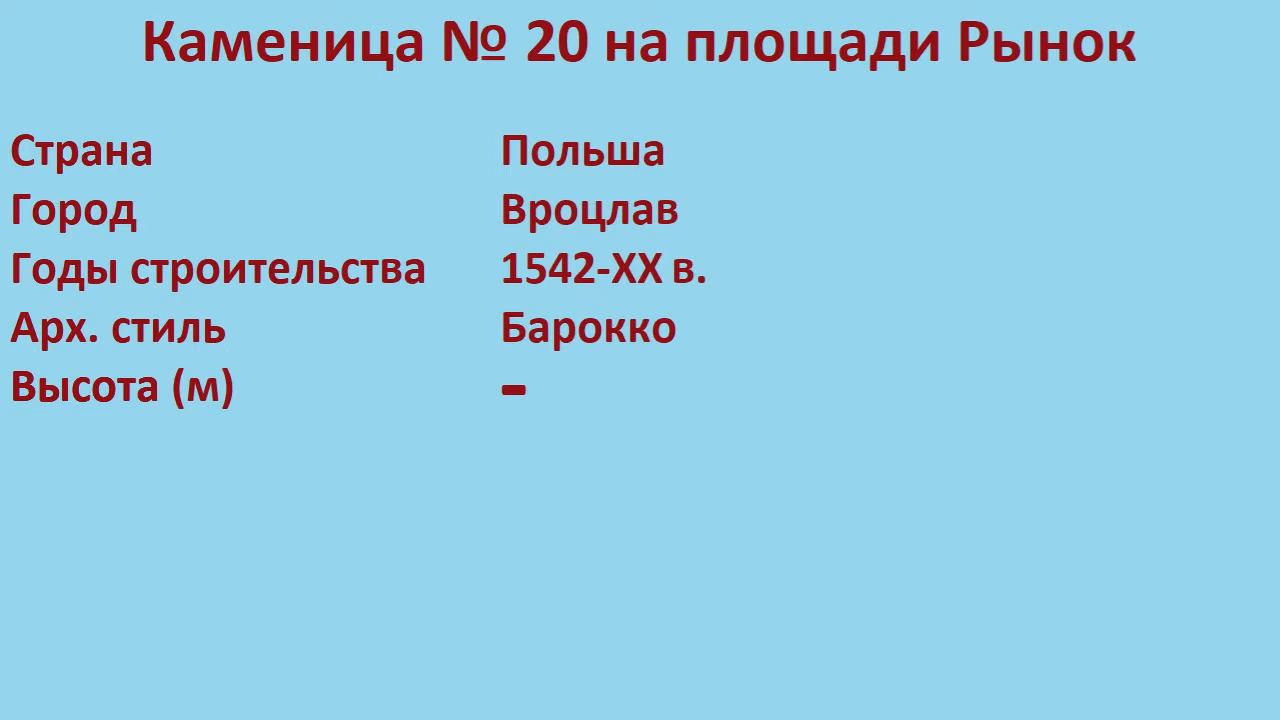 Каменица № 20 на площади Рынок
Страна Польша
Город Вроцлав
Годы строительства 1542-XX в.
Арх. стиль Барокко
Высота (м) -